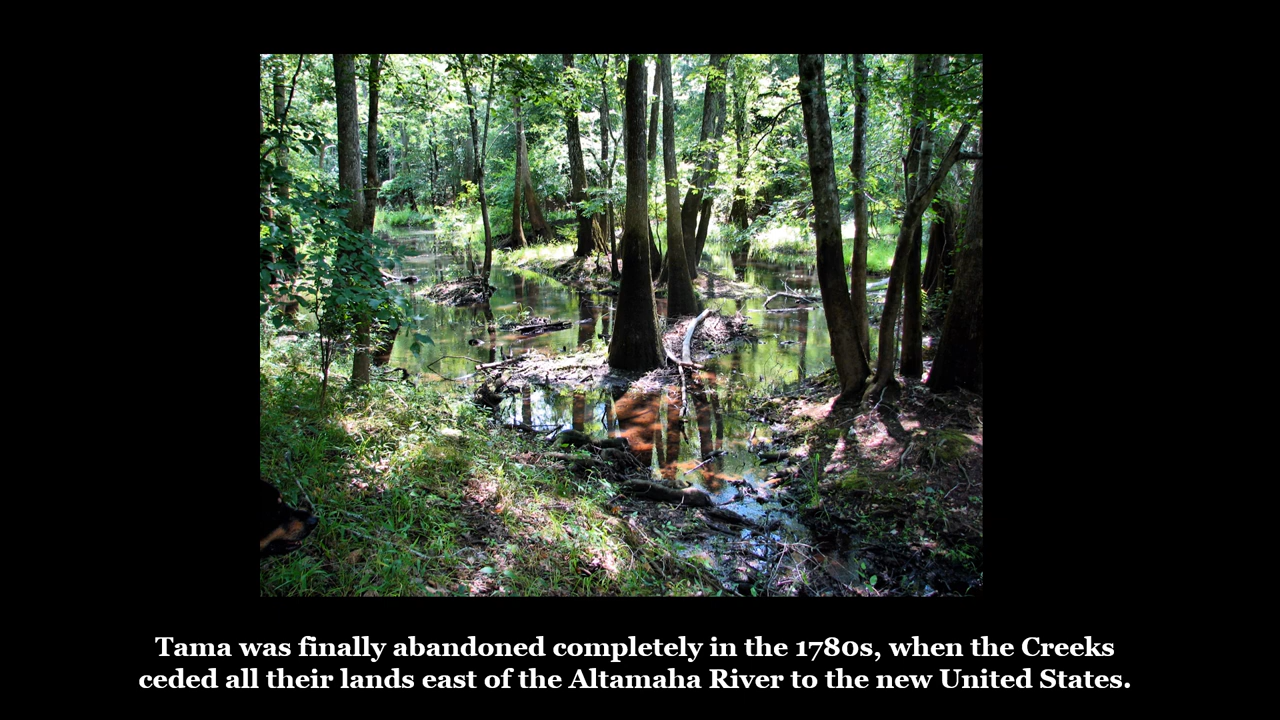 Tama was finally abandoned completely in the 1780s, when the Creeks
ceded all their lands east of the Altamaha River to the new United States.